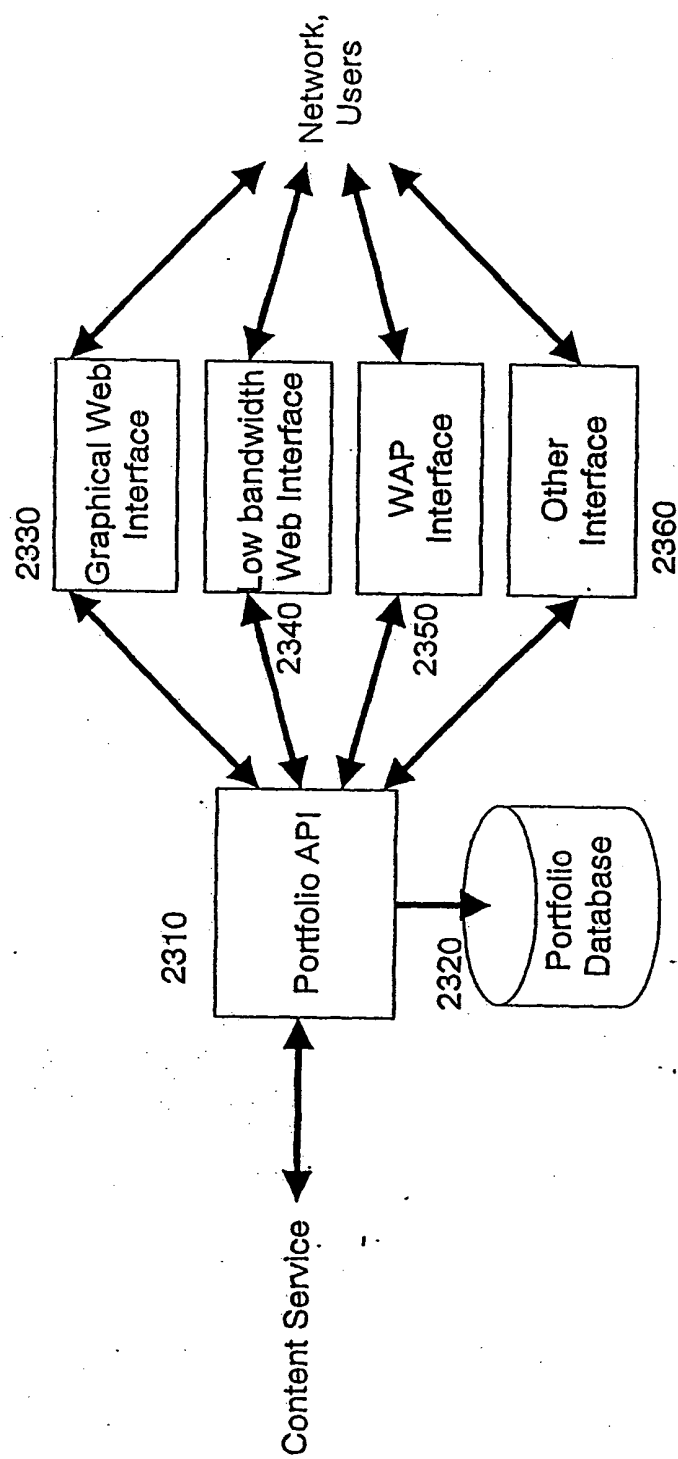 Content Service
2310
Portfolio API
2320
Portfolio
Database
2330
Graphical Web
Interface
Low bandwidth
Web Interface
2340
WAP
Interface
2350
Other
Interface
2360
Network,
Users